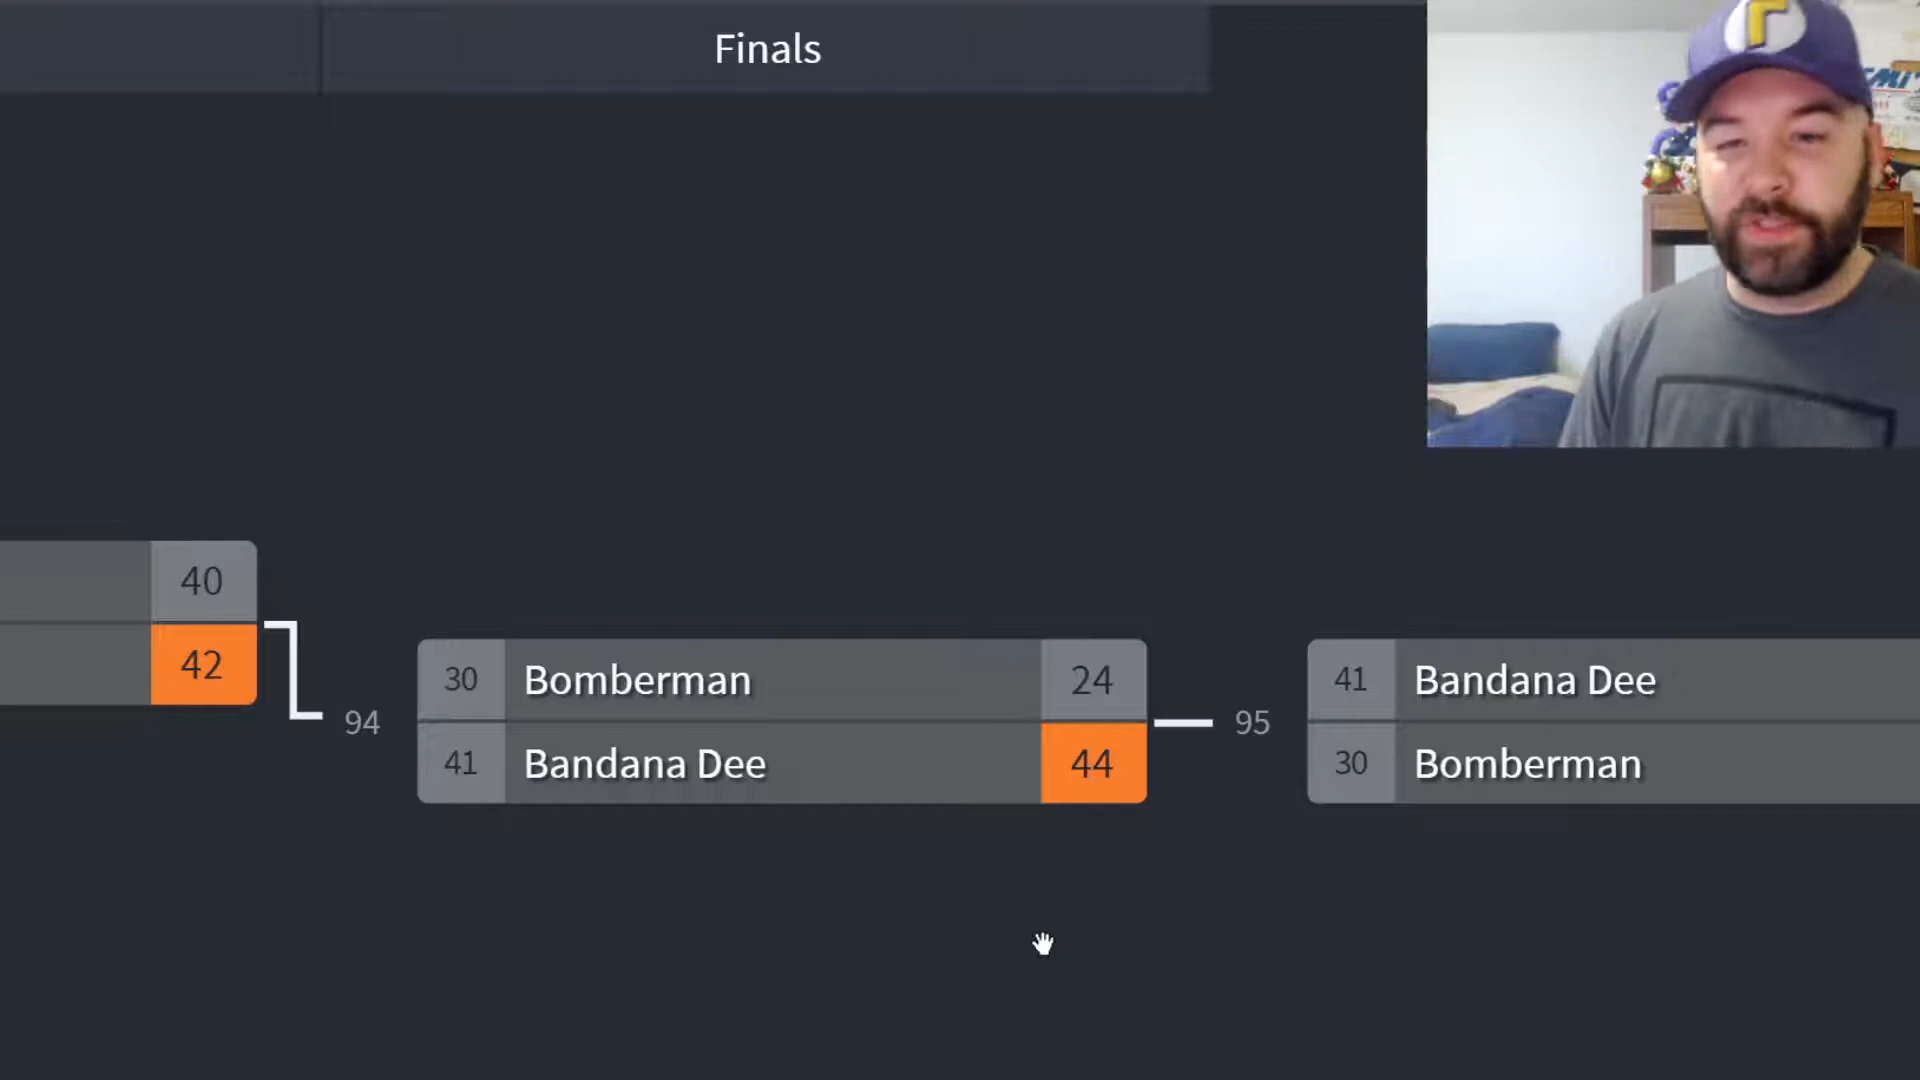 Finals
40
42
94
30 Bomberman 24
41 Bandana Dee 44
95
41 Bandana Dee
30 Bomberman